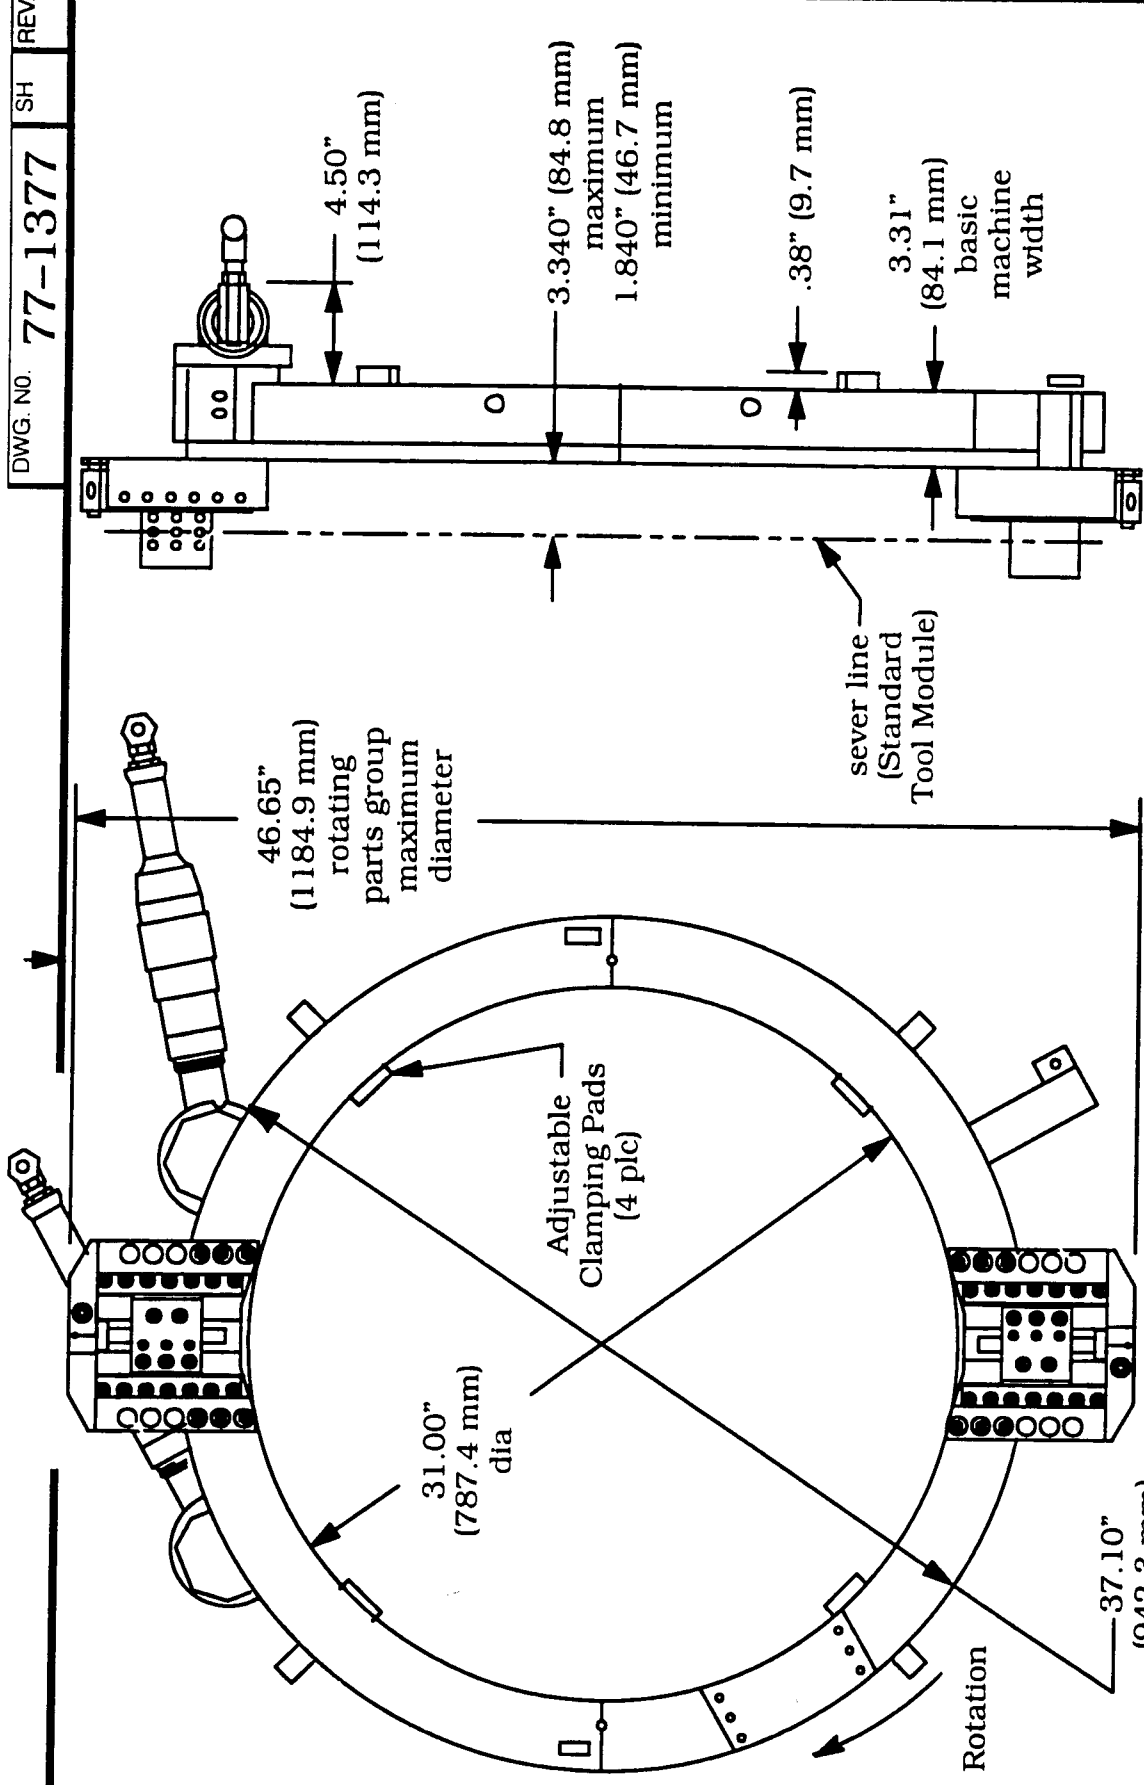 DWG. NO. 77-1377 SH REV.
4.50"
(114.3 mm)
3.340" (84.8 mm)
maximum
1.840" (46.7 mm)
minimum
.38" (9.7 mm)
3.31"
(84.1 mm)
basic
machine
width
sever line
(Standard
Tool Module)
46.65"
(1184.9 mm)
rotating
parts group
maximum
diameter
Adjustable
Clamping Pads
(4 plc)
31.00"
(787.4 mm)
dia
37.10"
Rotation